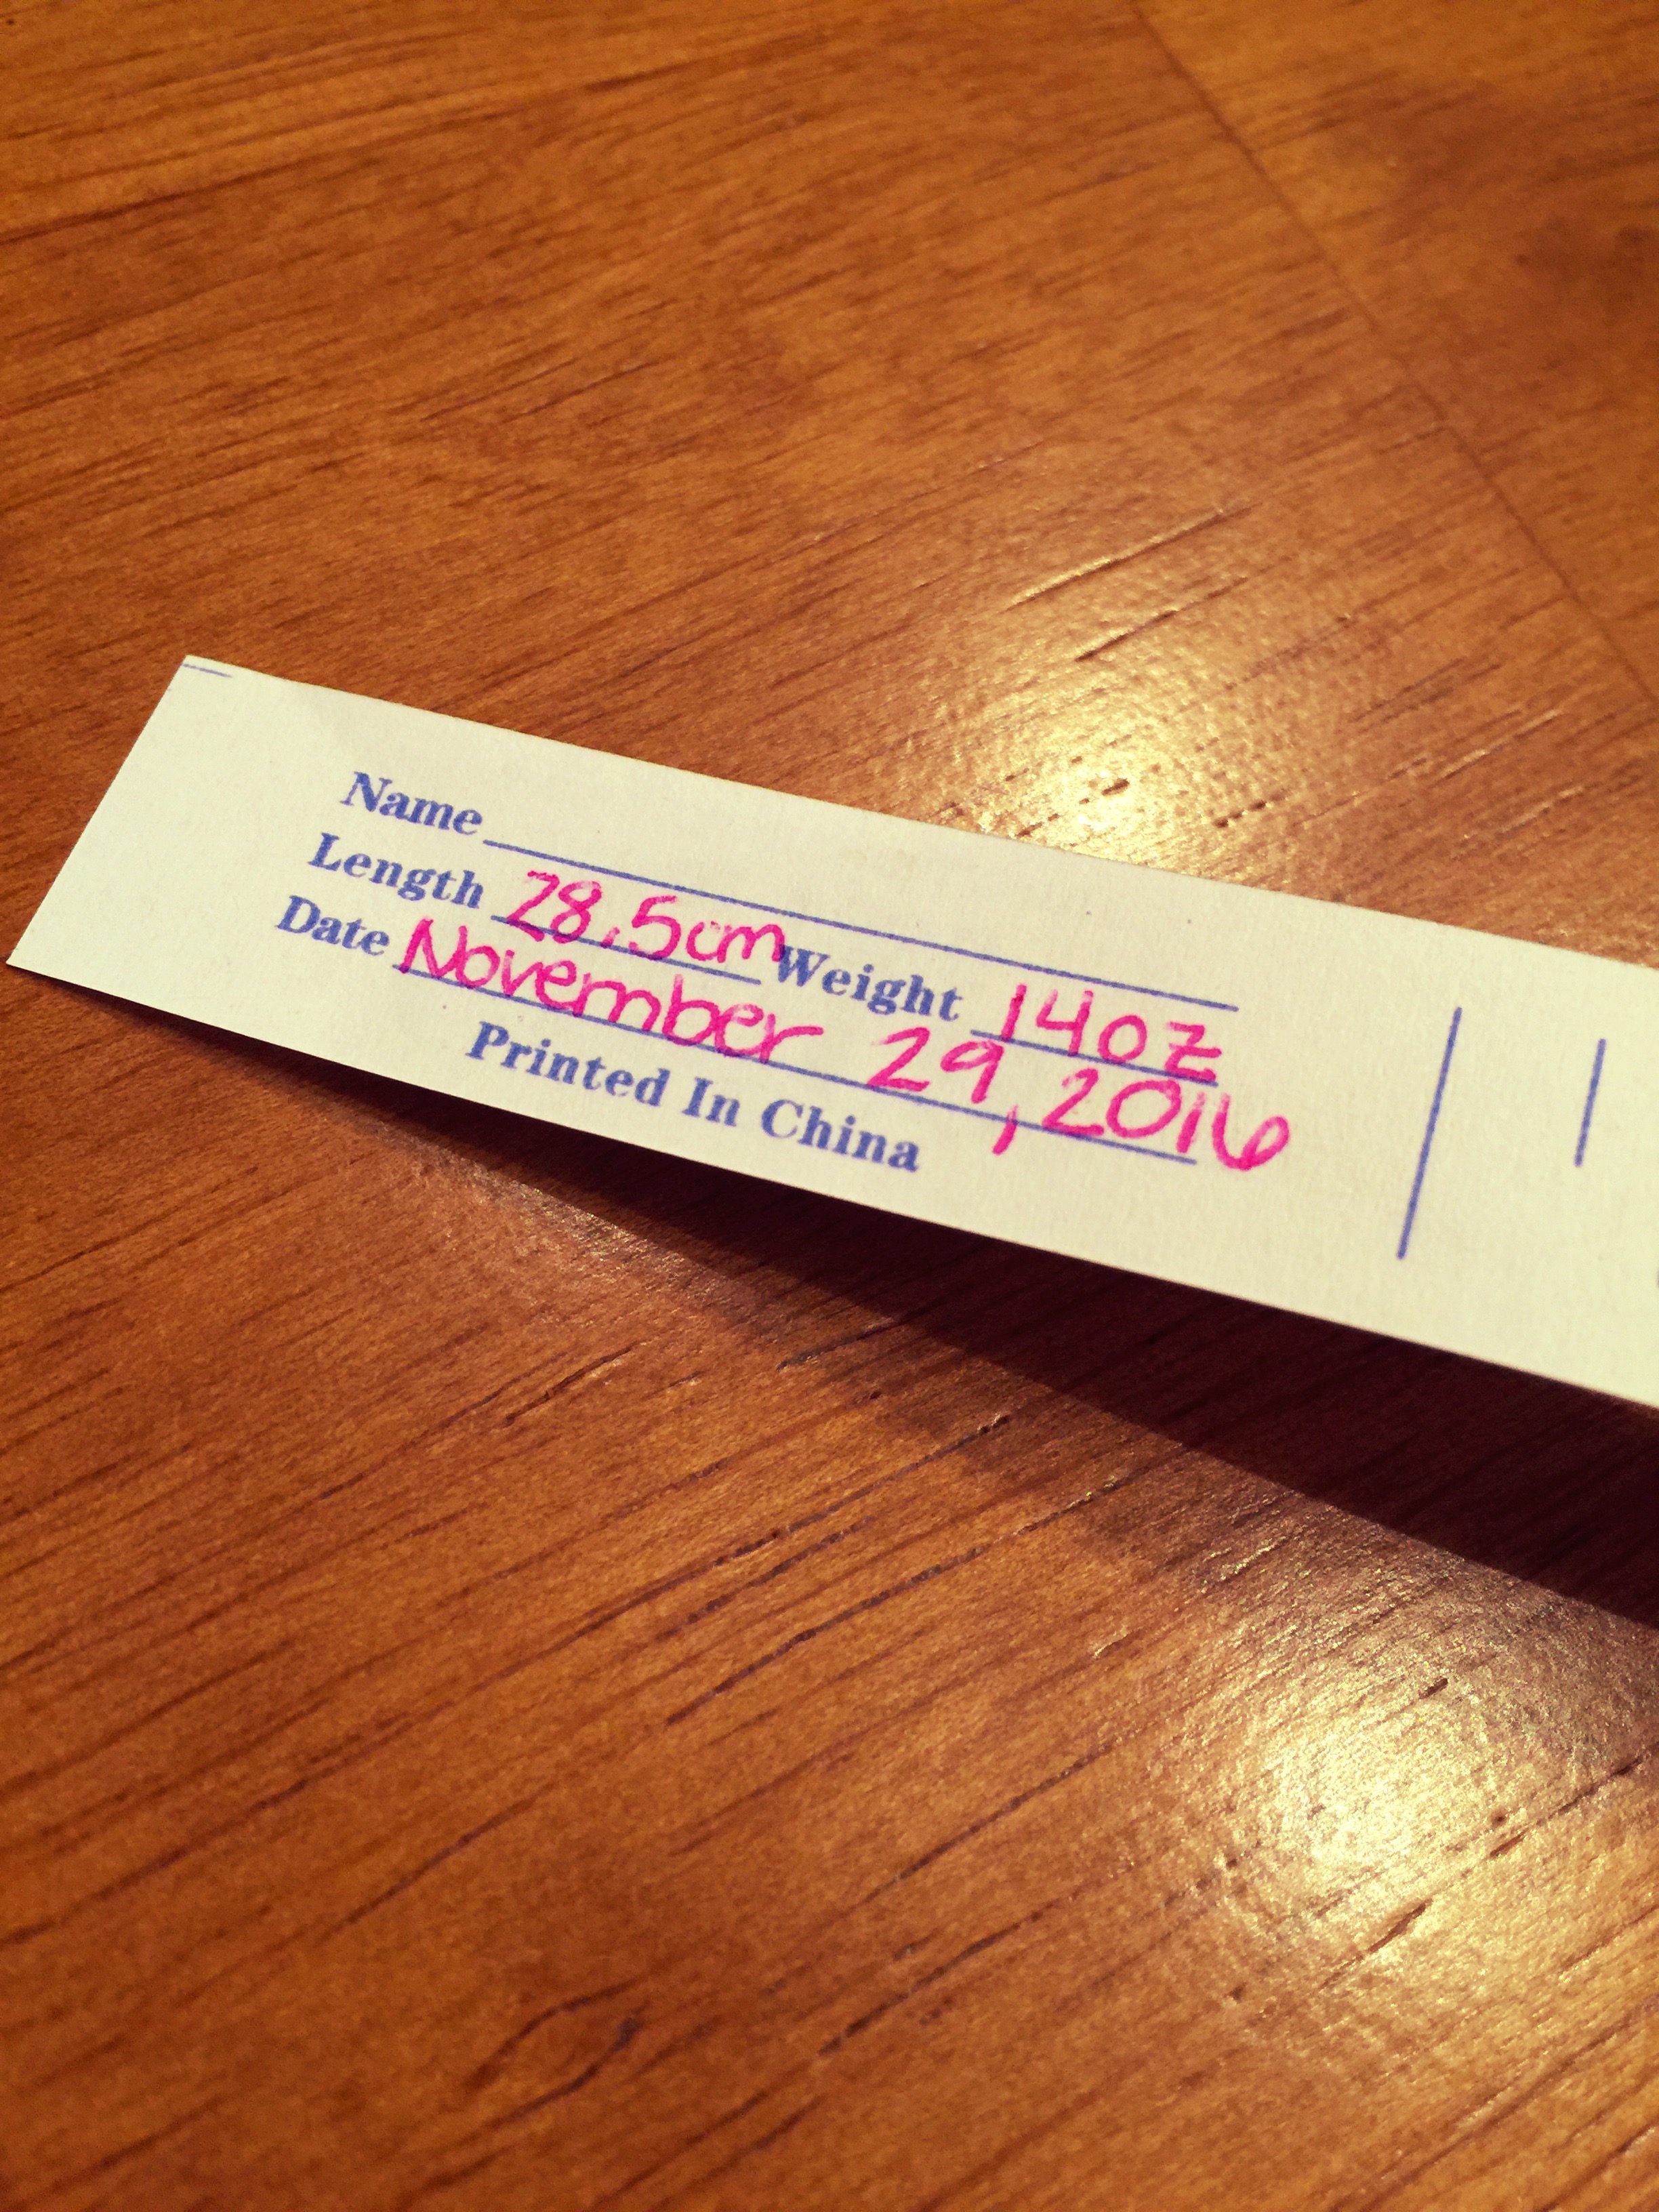 Name
Length 28.5cm Weight 14oz
Date November 29, 2016
Printed In China